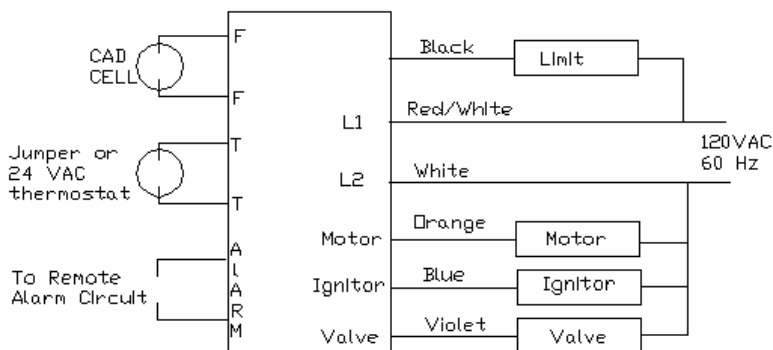 CAD
CELL
F
F
Jumper or
24 VAC
thermostat
T
T
To Remote
Alarm Circuit
A
l
A
R
M
L1
L2
Motor
Ignitor
Valve
Black
Limit
Red/White
120VAC
60 Hz
White
Orange
Motor
Blue
Ignitor
Violet
Valve